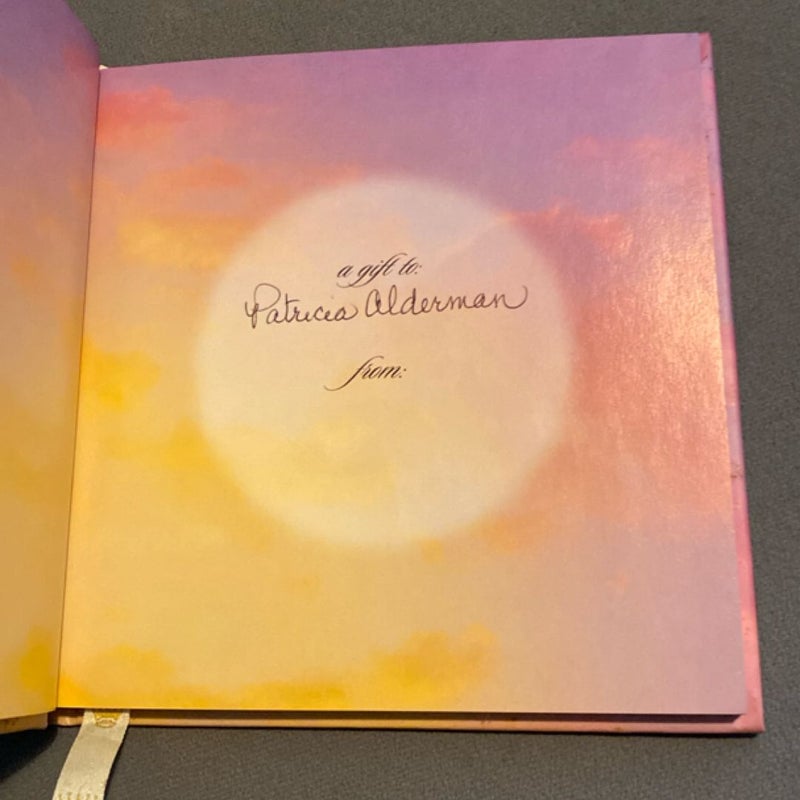 a gift to:
Patricia Alderman
from: